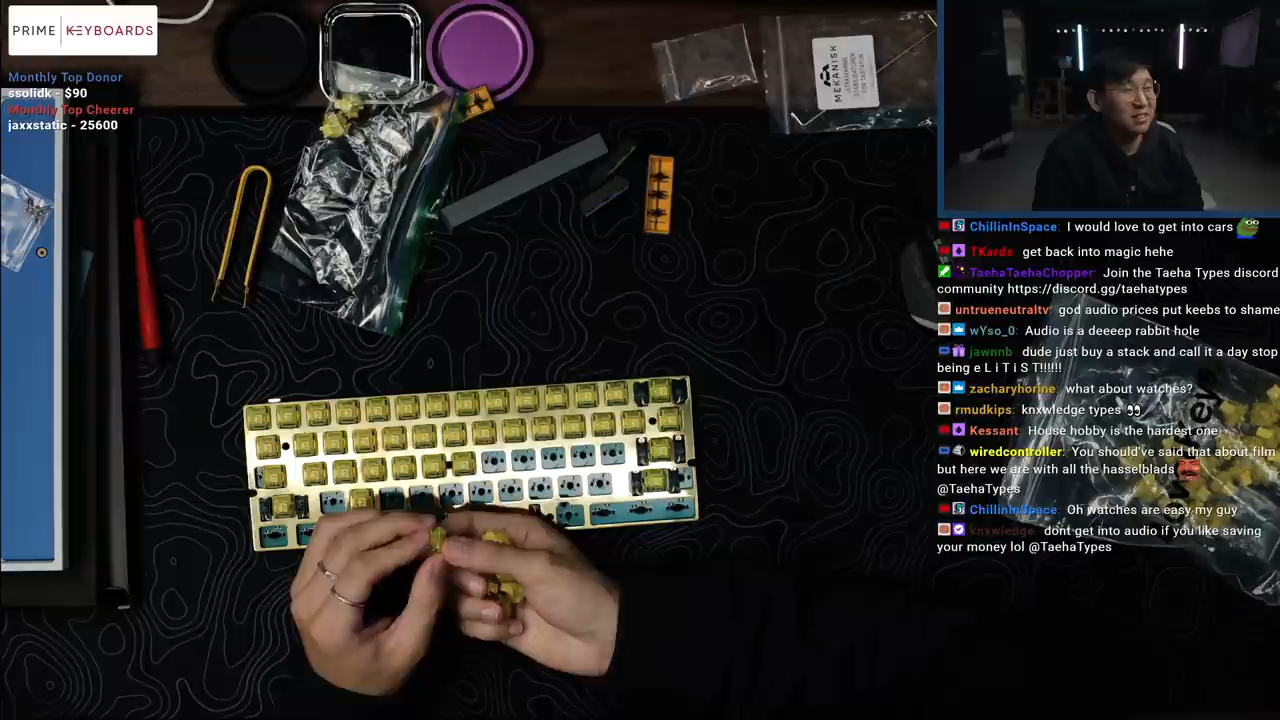 PRIME | KEYBOARDS
Monthly Top Donor
ssolidk - $90
Monthly Top Cheerer
jaxxstatic - 25600
MEKANISK
ChillinInSpace: I would love to get into cars
TKards: get back into magic hehe
TaehaTaehaChopper: Join the Taeha Types discord
community https://discord.gg/taehatypes
untrueneutraltv: god audio prices put keebs to shame
wYso_0: Audio is a deeeep rabbit hole
jawnnb: dude just buy a stack and call it a day stop
being e L i T i S T!!!!!!
zacharyhorine: what about watches?
rmudkips: knxwledge types 👀
Kessant: House hobby is the hardest one
wiredcontroller: You should've said that about film
but here we are with all the hasselblads
@TaehaTypes
ChillinInSpace: Oh watches are easy my guy
knxwledge: dont get into audio if you like saving
your money lol @TaehaTypes